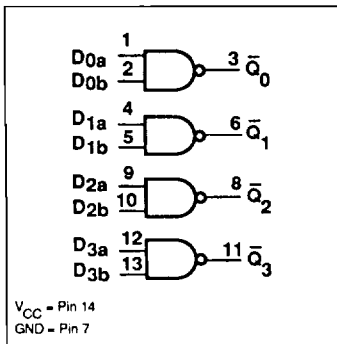 1
D0a 3 Q̅0
2
D0b
4
D1a 6 Q̅1
5
D1b
9
D2a 8 Q̅2
10
D2b
12
D3a 11 Q̅3
13
D3b
VCC = Pin 14
GND = Pin 7